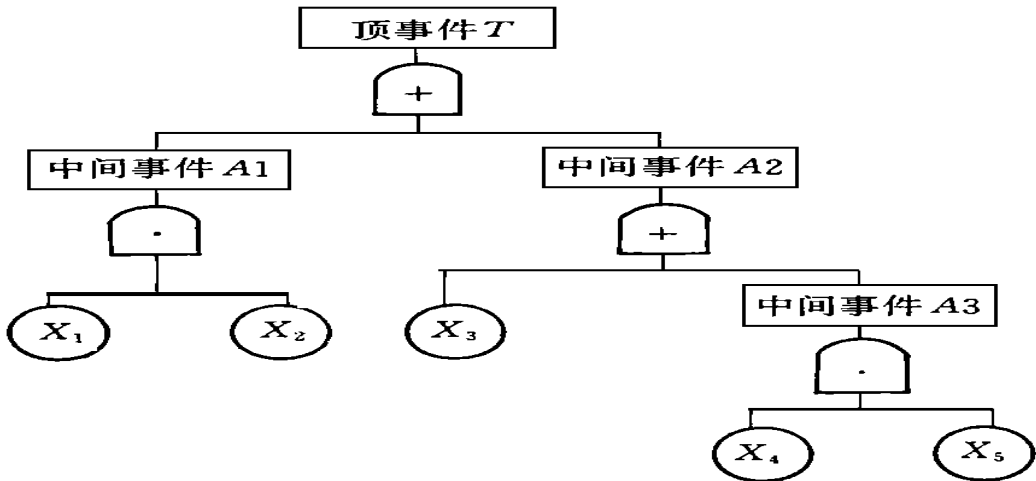 顶事件T
+
中间事件A1
中间事件A2
·
+
X₁
X₂
X₃
中间事件A3
·
X₄
X₅